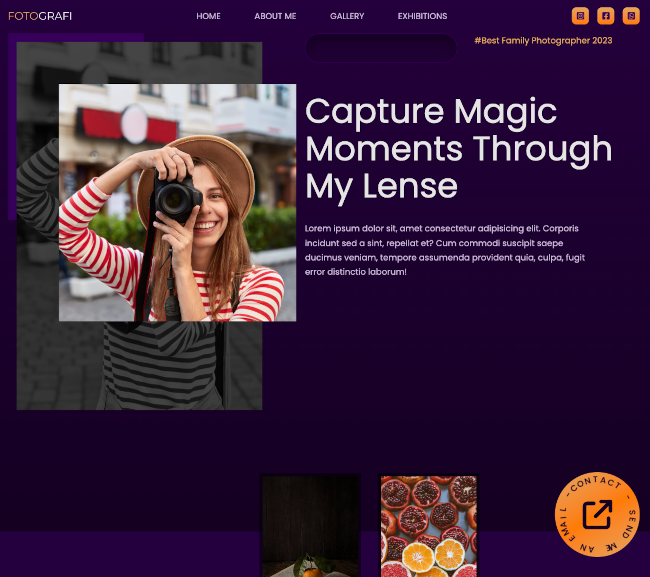 FOTOGRAFI
HOME
ABOUT ME
GALLERY
EXHIBITIONS
#Best Family Photographer 2023
Capture Magic
Moments Through
My Lense
Lorem ipsum dolor sit, amet consectetur adipisicing elit. Corporis
incidunt sed a sint, repellat et? Cum commodi suscipit saepe
ducimus veniam, tempore assumenda provident quia, culpa, fugit
error distinctio laborum!
- CONTACT - SEND ME AN EMAIL